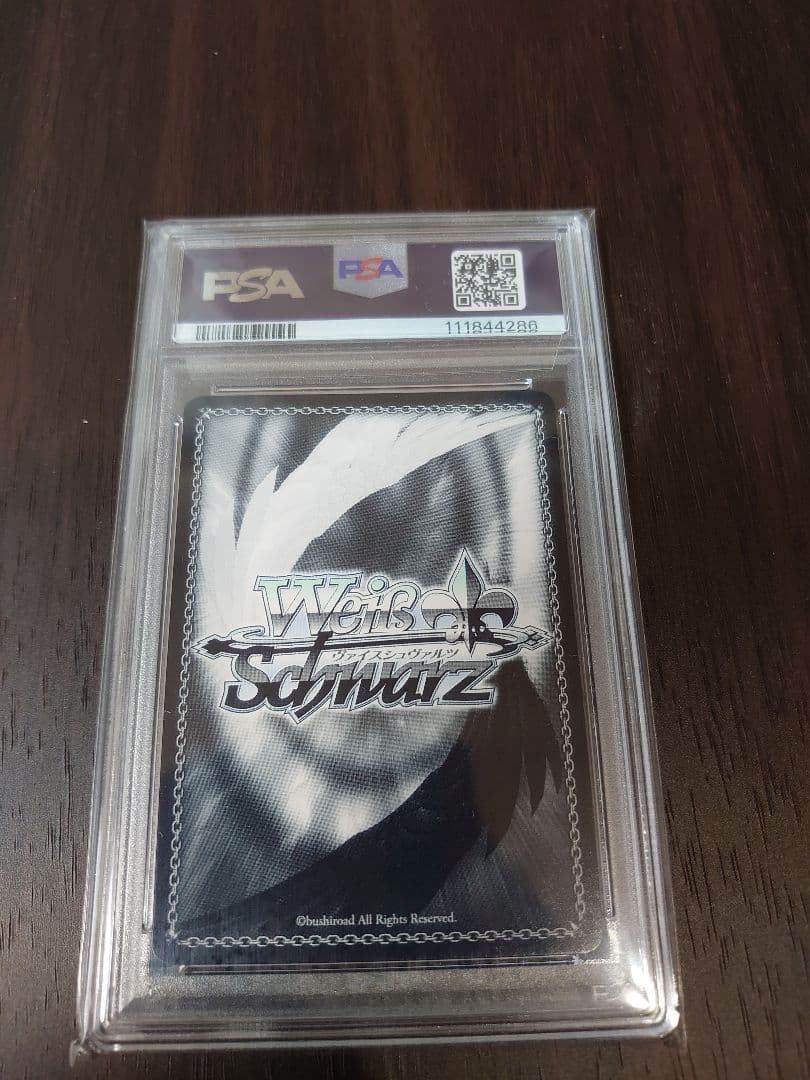 PSA
PSA
111844286
Weiß
ヴァイスシュヴァルツ
Schwarz
©bushiroad All Rights Reserved.